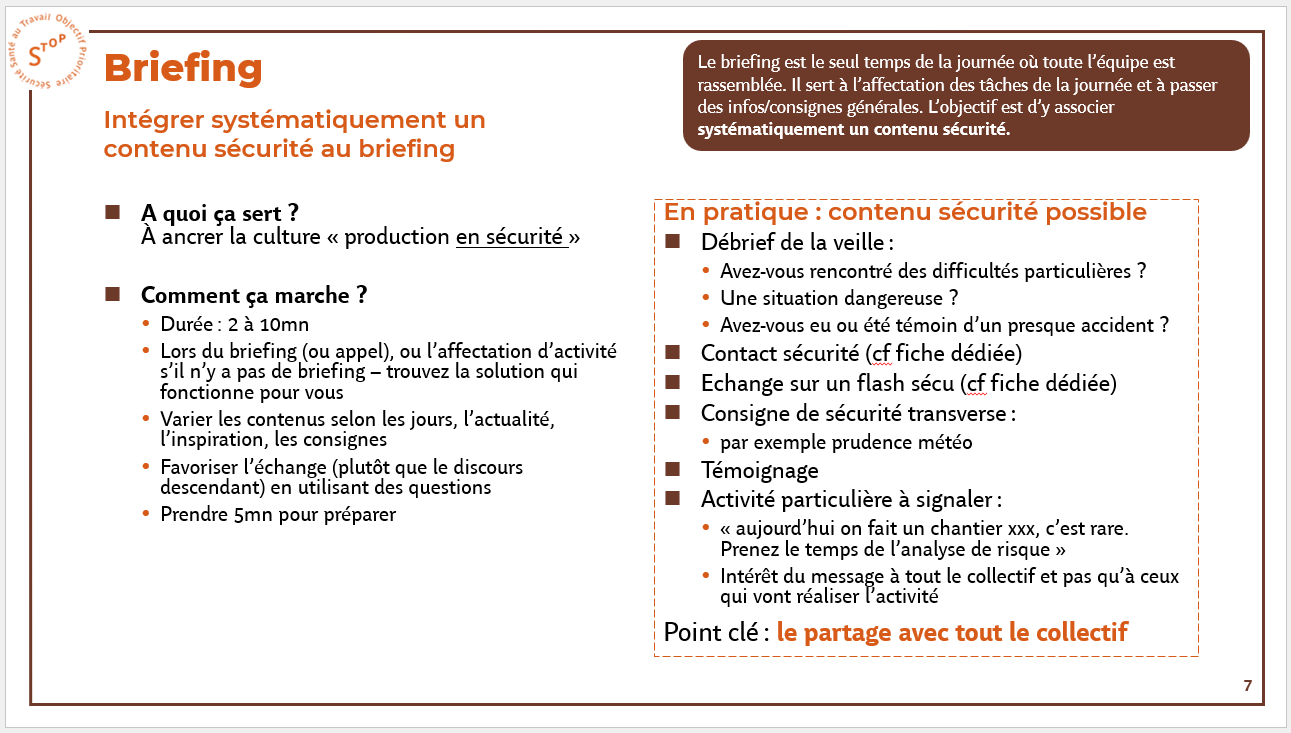 Santé au Travail Objectif Prioritaire Sécurité
STOP
Briefing
Intégrer systématiquement un
contenu sécurité au briefing
Le briefing est le seul temps de la journée où toute l’équipe est
rassemblée. Il sert à l’affectation des tâches de la journée et à passer
des infos/consignes générales. L’objectif est d’y associer
systématiquement un contenu sécurité.
A quoi ça sert ?
À ancrer la culture « production en sécurité »
Comment ça marche ?
Durée : 2 à 10mn
Lors du briefing (ou appel), ou l’affectation d’activité
s’il n’y a pas de briefing – trouvez la solution qui
fonctionne pour vous
Varier les contenus selon les jours, l’actualité,
l’inspiration, les consignes
Favoriser l’échange (plutôt que le discours
descendant) en utilisant des questions
Prendre 5mn pour préparer
En pratique : contenu sécurité possible
Débrief de la veille :
Avez-vous rencontré des difficultés particulières ?
Une situation dangereuse ?
Avez-vous eu ou été témoin d’un presque accident ?
Contact sécurité (cf fiche dédiée)
Echange sur un flash sécu (cf fiche dédiée)
Consigne de sécurité transverse :
par exemple prudence météo
Témoignage
Activité particulière à signaler :
« aujourd’hui on fait un chantier xxx, c’est rare.
Prenez le temps de l’analyse de risque »
Intérêt du message à tout le collectif et pas qu’à ceux
qui vont réaliser l’activité
Point clé : le partage avec tout le collectif
7